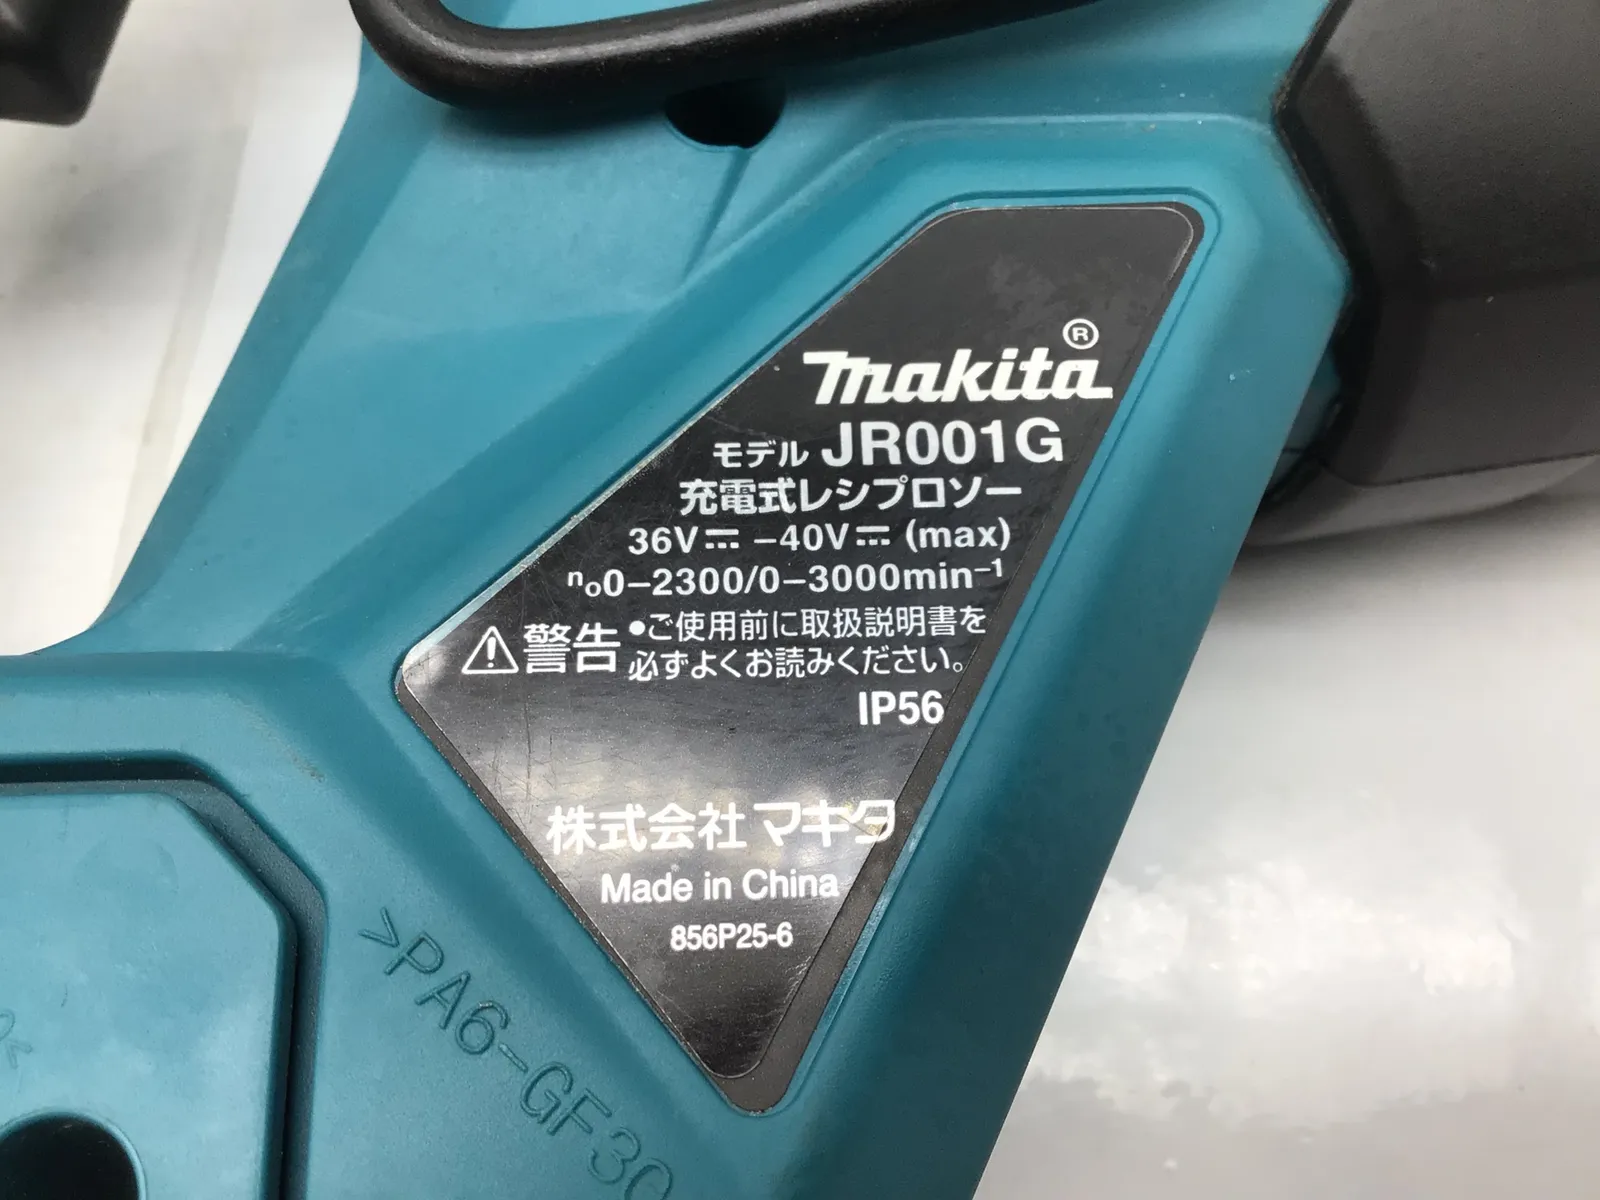 makita®
モデル JR001G
充電式レシプロソー
36V⎓ –40V⎓ (max)
n₀0–2300/0–3000min⁻¹
⚠警告 •ご使用前に取扱説明書を
必ずよくお読みください。
IP56
株式会社マキタ
Made in China
856P25-6
>PA6-GF30